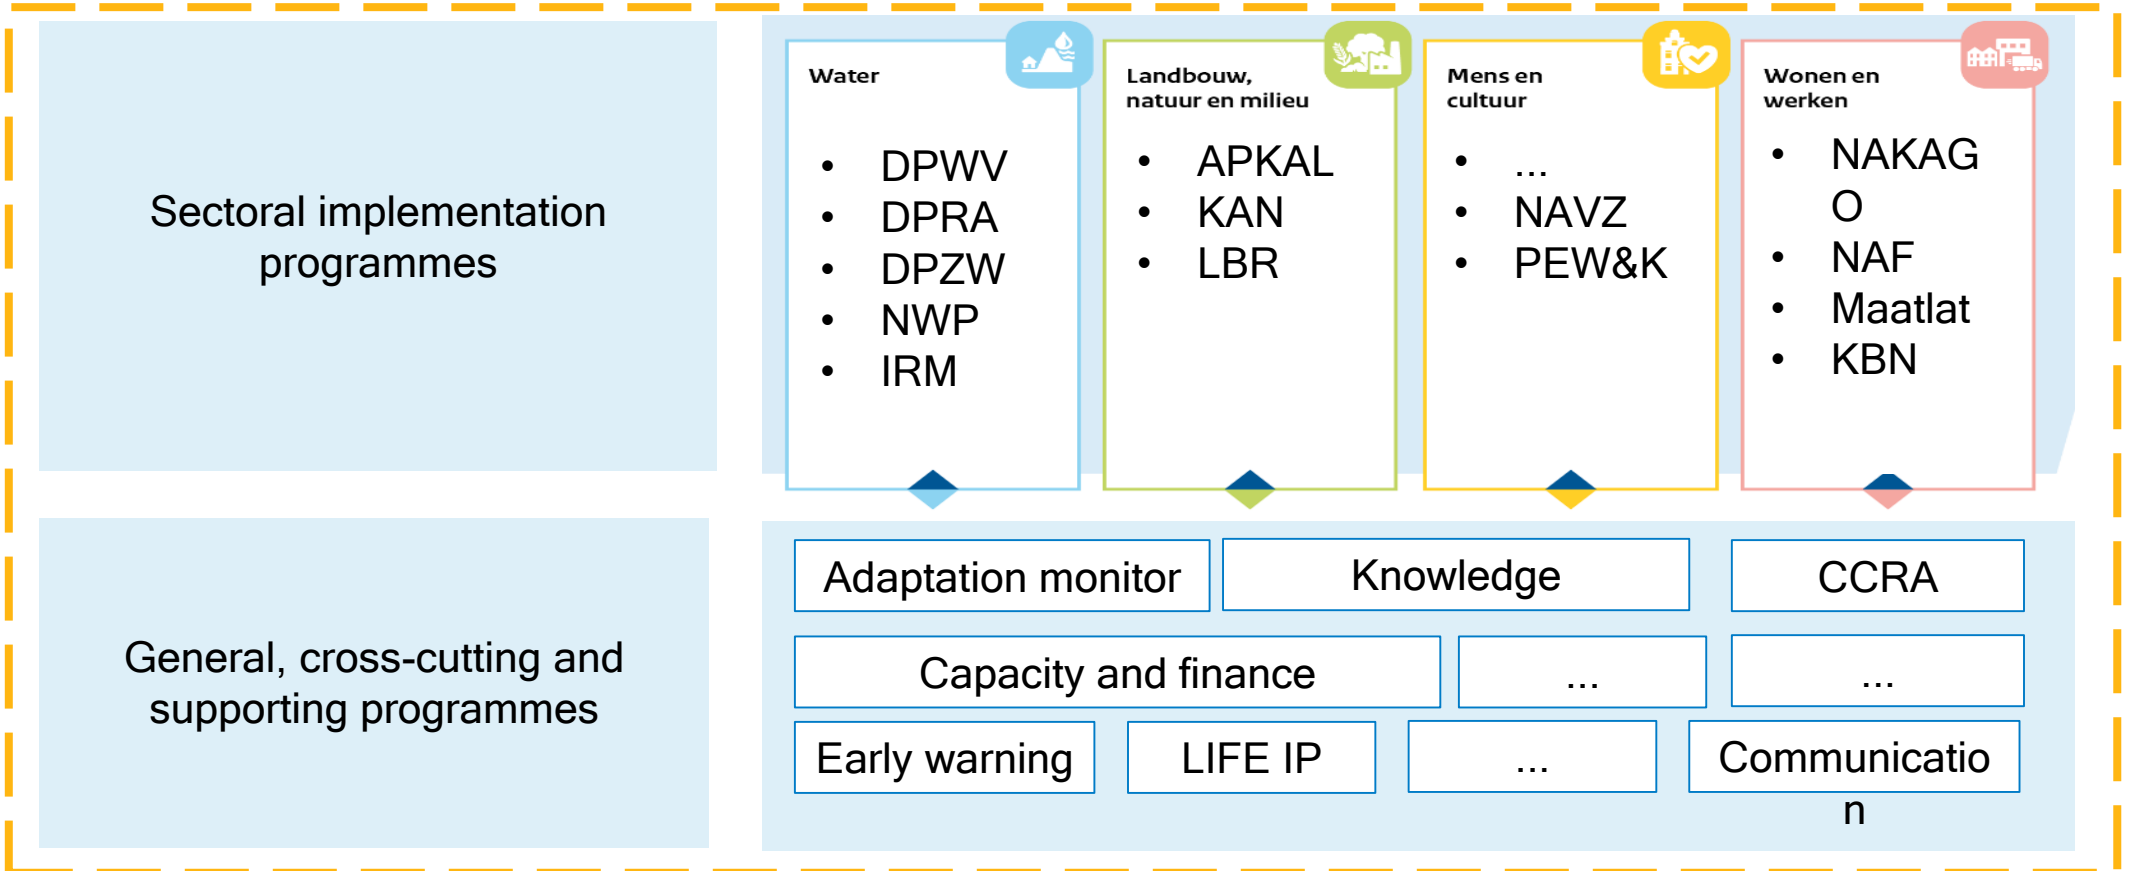 Sectoral implementation
programmes
Water
• DPWV
• DPRA
• DPZW
• NWP
• IRM
Landbouw,
natuur en milieu
• APKAL
• KAN
• LBR
Mens en
cultuur
• ...
• NAVZ
• PEW&K
Wonen en
werken
• NAKAG
O
• NAF
• Maatlat
• KBN
General, cross-cutting and
supporting programmes
Adaptation monitor
Knowledge
CCRA
Capacity and finance
...
...
Early warning
LIFE IP
...
Communicatio
n